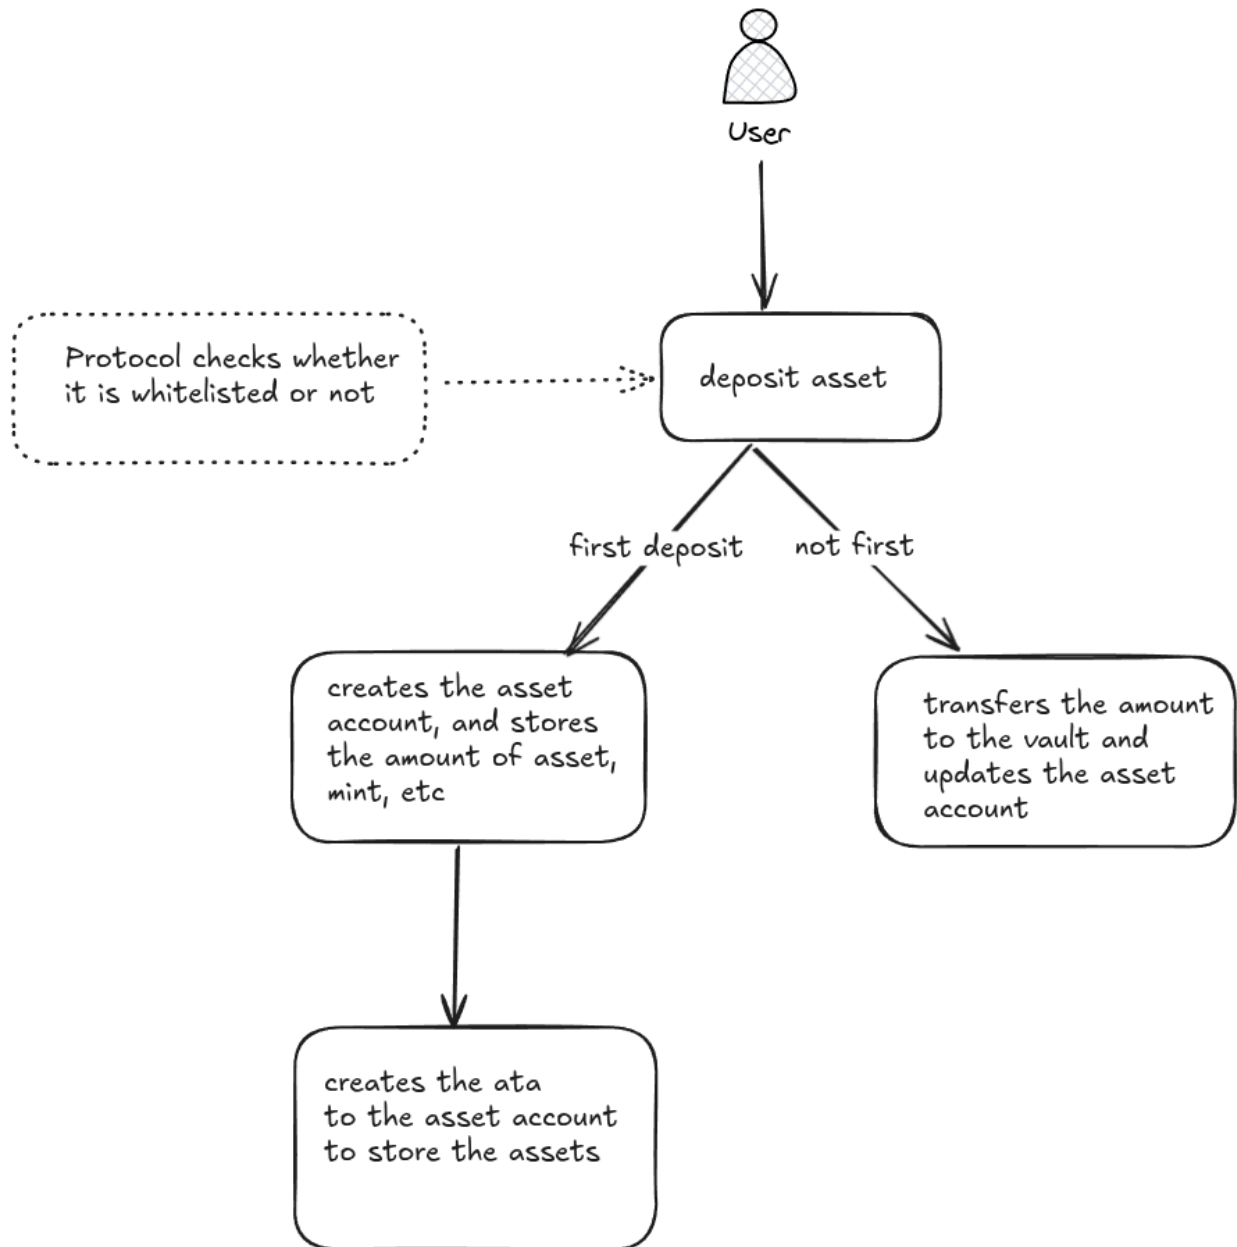 User
Protocol checks whether
it is whitelisted or not
deposit asset
first deposit
not first
creates the asset
account, and stores
the amount of asset,
mint, etc
transfers the amount
to the vault and
updates the asset
account
creates the ata
to the asset account
to store the assets